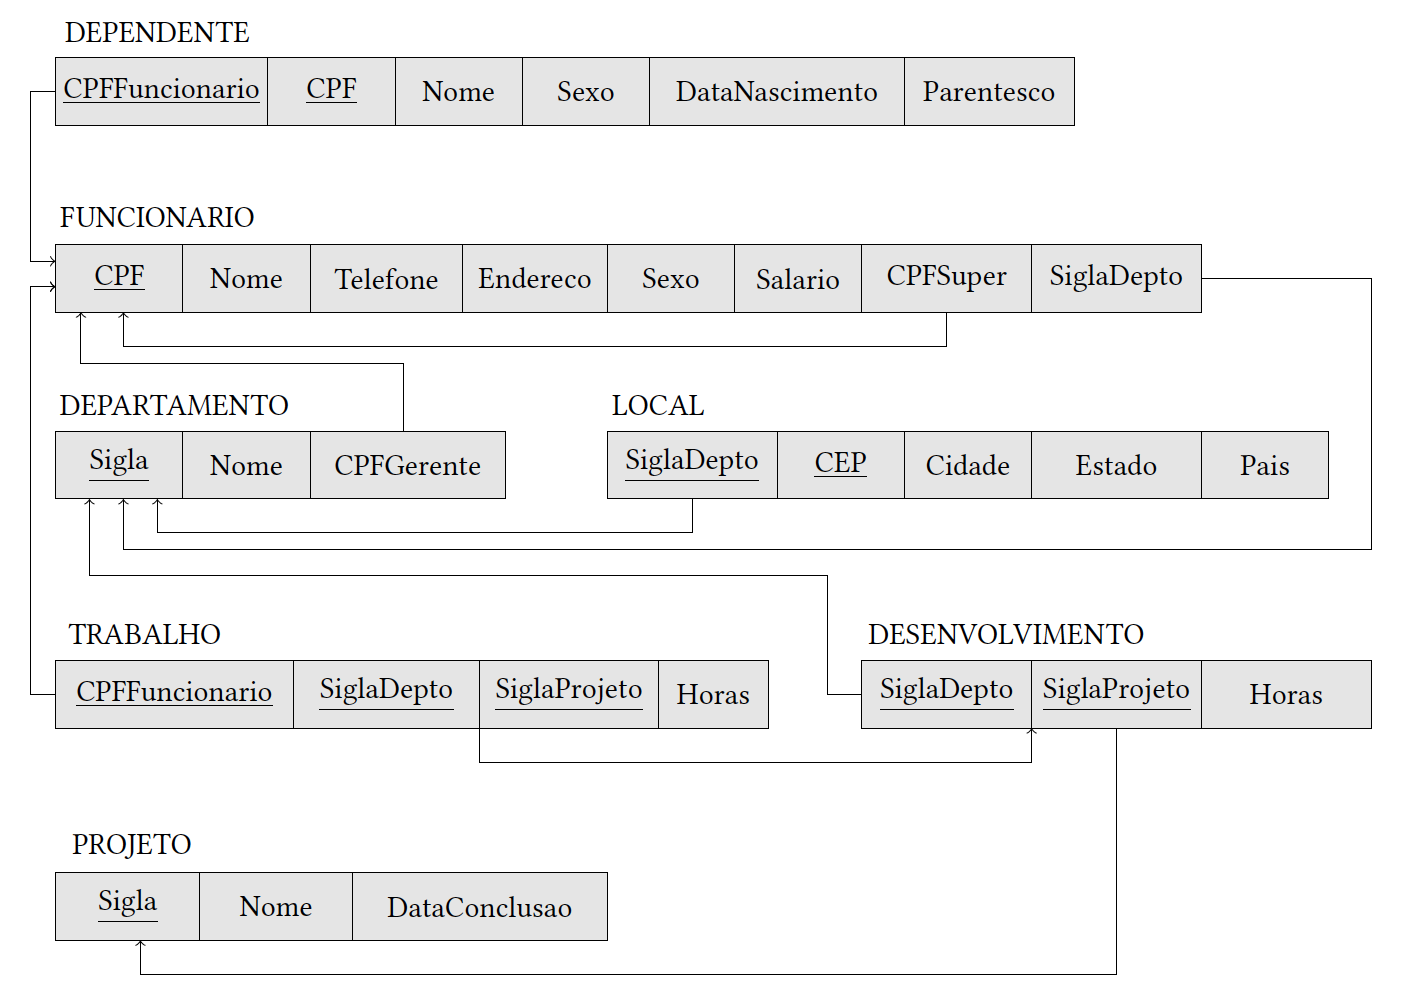 DEPENDENTE
CPFFuncionario CPF Nome Sexo DataNascimento Parentesco
FUNCIONARIO
CPF Nome Telefone Endereco Sexo Salario CPFSuper SiglaDepto
DEPARTAMENTO
Sigla Nome CPFGerente
LOCAL
SiglaDepto CEP Cidade Estado Pais
TRABALHO
CPFFuncionario SiglaDepto SiglaProjeto Horas
DESENVOLVIMENTO
SiglaDepto SiglaProjeto Horas
PROJETO
Sigla Nome DataConclusao